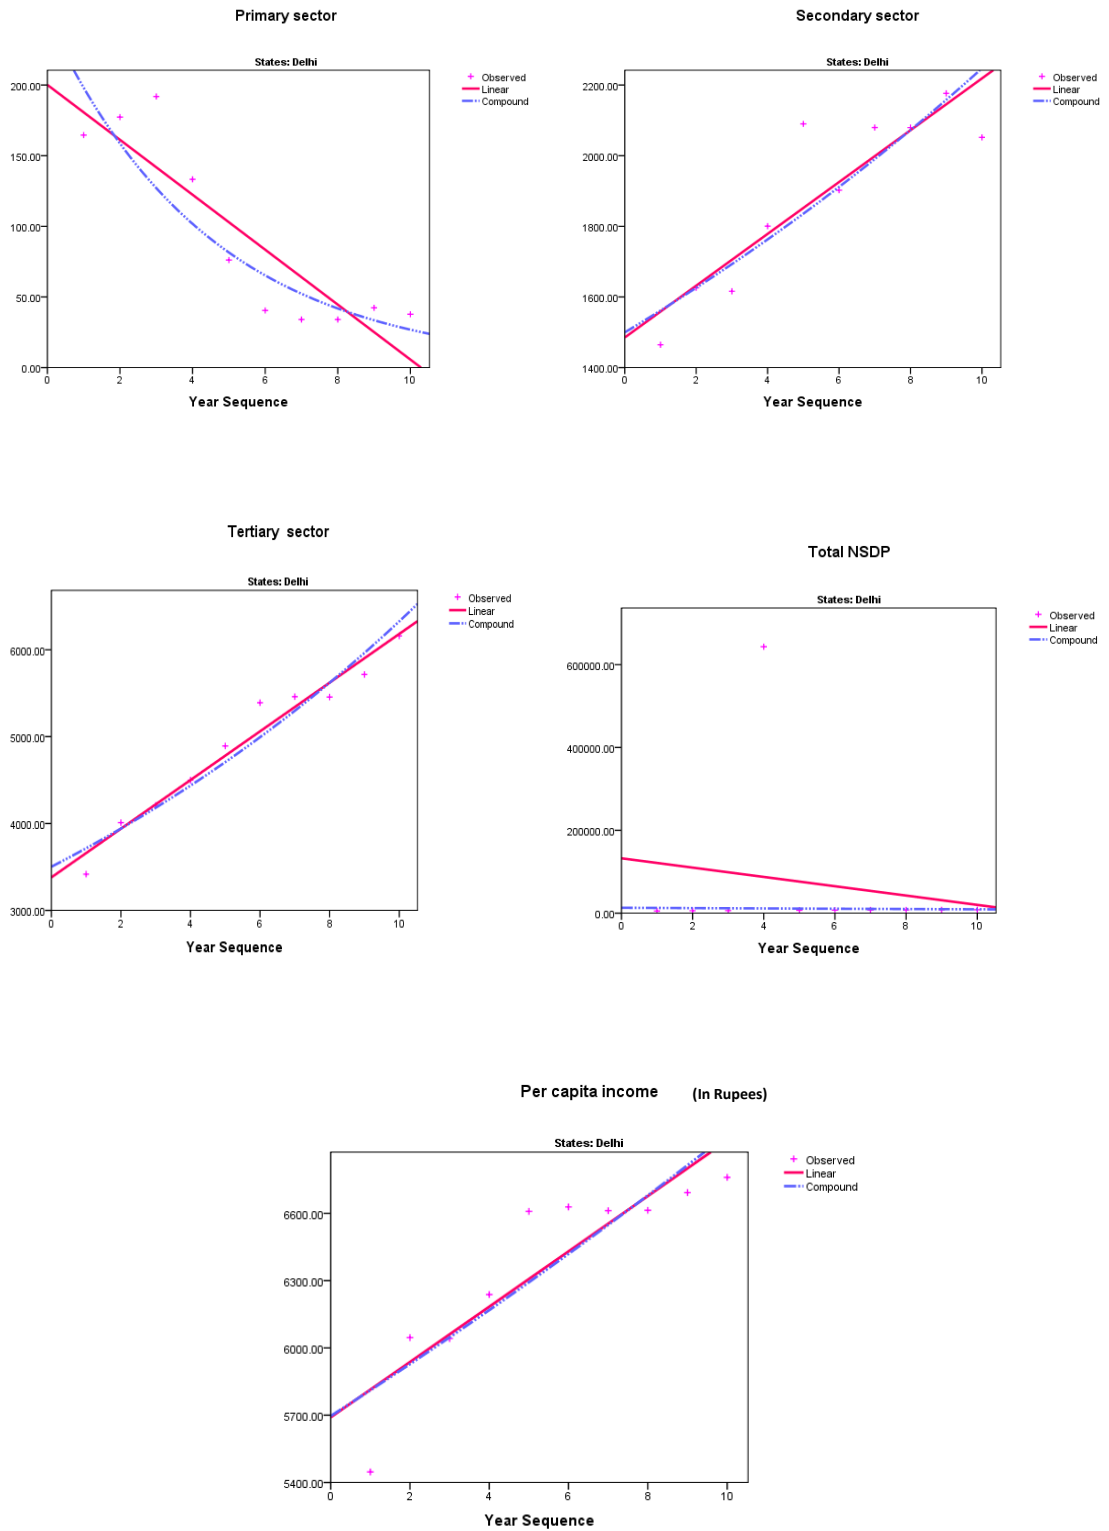 Primary sector
States: Delhi
Observed
Linear
Compound
200.00
150.00
100.00
50.00
0.00
0 2 4 6 8 10
Year Sequence
Secondary sector
States: Delhi
Observed
Linear
Compound
2200.00
2000.00
1800.00
1600.00
1400.00
0 2 4 6 8 10
Year Sequence
Tertiary sector
States: Delhi
Observed
Linear
Compound
6000.00
5000.00
4000.00
3000.00
0 2 4 6 8 10
Year Sequence
Total NSDP
States: Delhi
Observed
Linear
Compound
600000.00
400000.00
200000.00
0.00
0 2 4 6 8 10
Year Sequence
Per capita income (In Rupees)
States: Delhi
Observed
Linear
Compound
6600.00
6300.00
6000.00
5700.00
5400.00
0 2 4 6 8 10
Year Sequence